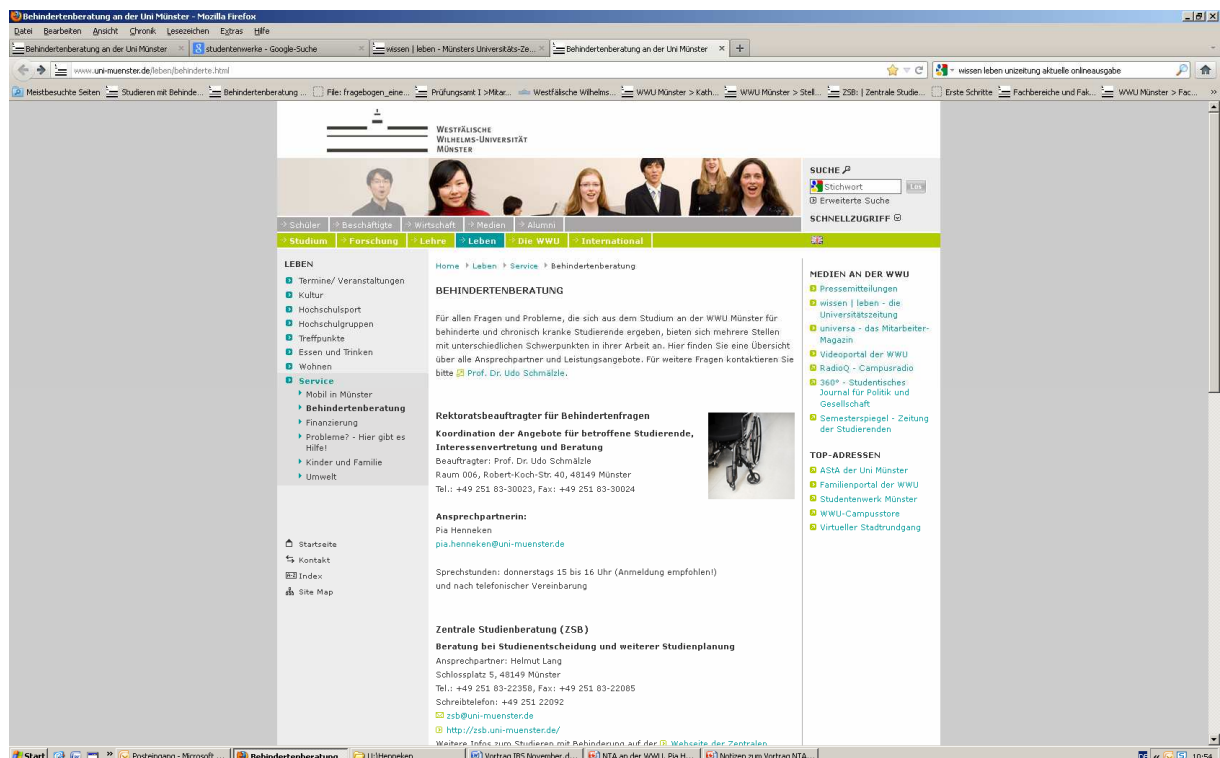 Behindertenberatung an der Uni Münster - Mozilla Firefox
Datei Bearbeiten Ansicht Chronik Lesezeichen Extras Hilfe
Behindertenberatung an der Uni Münster
studentenwerke - Google-Suche
wissen | leben - Münsters Universitäts-Ze...
Behindertenberatung an der Uni Münster
www.uni-muenster.de/leben/behinderte.html
wissen leben unizeitung aktuelle onlineausgabe
Meistbesuchte Seiten Studieren mit Behinde... Behindertenberatung ... File: fragebogen_eine... Prüfungsamt I >Mitar... Westfälische Wilhelms... WWU Münster > Kath... WWU Münster > Stell... ZSB: | Zentrale Studie... Erste Schritte Fachbereiche und Fak... WWU Münster > Fac... »
WESTFÄLISCHE
WILHELMS-UNIVERSITÄT
MÜNSTER
SUCHE
Stichwort Los
Erweiterte Suche
SCHNELLZUGRIFF
Schüler Beschäftigte Wirtschaft Medien Alumni
Studium Forschung Lehre Leben Die WWU International
LEBEN
Termine/ Veranstaltungen
Kultur
Hochschulsport
Hochschulgruppen
Treffpunkte
Essen und Trinken
Wohnen
Service
Mobil in Münster
Behindertenberatung
Finanzierung
Probleme? - Hier gibt es
Hilfe!
Kinder und Familie
Umwelt
Startseite
Kontakt
Index
Site Map
Home Leben Service Behindertenberatung
BEHINDERTENBERATUNG
Für allen Fragen und Probleme, die sich aus dem Studium an der WWU Münster für
behinderte und chronisch kranke Studierende ergeben, bieten sich mehrere Stellen
mit unterschiedlichen Schwerpunkten in ihrer Arbeit an. Hier finden Sie eine Übersicht
über alle Ansprechpartner und Leistungsangebote. Für weitere Fragen kontaktieren Sie
bitte Prof. Dr. Udo Schmälzle.
Rektoratsbeauftragter für Behindertenfragen
Koordination der Angebote für betroffene Studierende,
Interessenvertretung und Beratung
Beauftragter: Prof. Dr. Udo Schmälzle
Raum 006, Robert-Koch-Str. 40, 48149 Münster
Tel.: +49 251 83-30023, Fax: +49 251 83-30024
Ansprechpartnerin:
Pia Henneken
pia.henneken@uni-muenster.de
Sprechstunden: donnerstags 15 bis 16 Uhr (Anmeldung empfohlen!)
und nach telefonischer Vereinbarung
Zentrale Studienberatung (ZSB)
Beratung bei Studienentscheidung und weiterer Studienplanung
Ansprechpartner: Helmut Lang
Schlossplatz 5, 48149 Münster
Tel.: +49 251 83-22358, Fax: +49 251 83-22085
Schreibtelefon: +49 251 22092
zsb@uni-muenster.de
http://zsb.uni-muenster.de/
Weitere Infos zum Studieren mit Behinderung auf der Webseite der Zentralen
MEDIEN AN DER WWU
Pressemitteilungen
wissen | leben - die
Universitätszeitung
universa - das Mitarbeiter-
Magazin
Videoportal der WWU
RadioQ - Campusradio
360° - Studentisches
Journal für Politik und
Gesellschaft
Semesterspiegel - Zeitung
der Studierenden
TOP-ADRESSEN
AStA der Uni Münster
Familienportal der WWU
Studentenwerk Münster
WWU-Campusstore
Virtueller Stadtrundgang
Start » Posteingang - Microsoft ... Behindertenberatung ... U:\Henneken Vortrag IBS November.d... NTA an der WWU, Pia H... Notizen zum Vortrag NTA... DE « 10:54